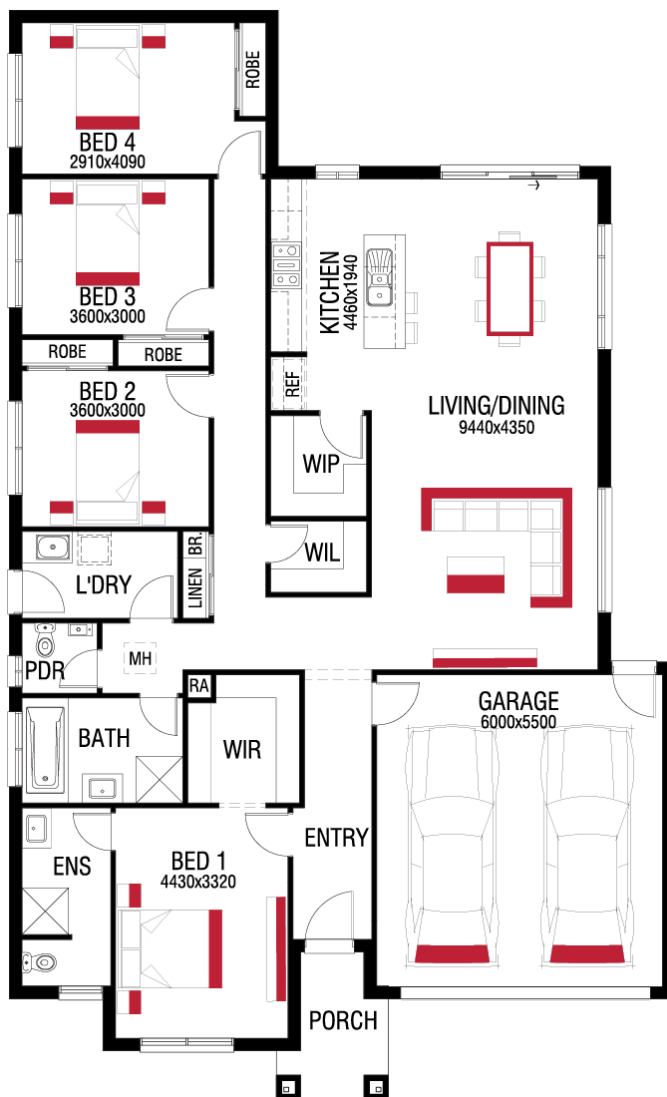 ROBE
BED 4
2910x4090
BED 3
3600x3000
KITCHEN
4460x1940
ROBE
ROBE
REF
BED 2
3600x3000
LIVING/DINING
9440x4350
WIP
BR.
LINEN
WIL
L'DRY
PDR
MH
RA
GARAGE
6000x5500
BATH
WIR
ENTRY
ENS
BED 1
4430x3320
PORCH